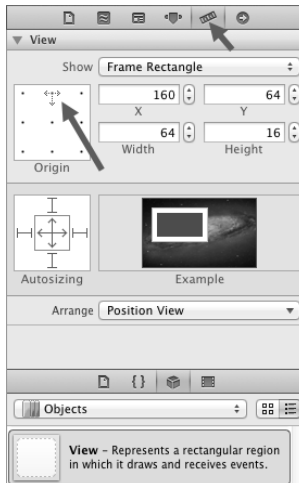 View
Show Frame Rectangle
160 64
X Y
64 16
Width Height
Origin
Autosizing Example
Arrange Position View
{}
Objects
View – Represents a rectangular region
in which it draws and receives events.